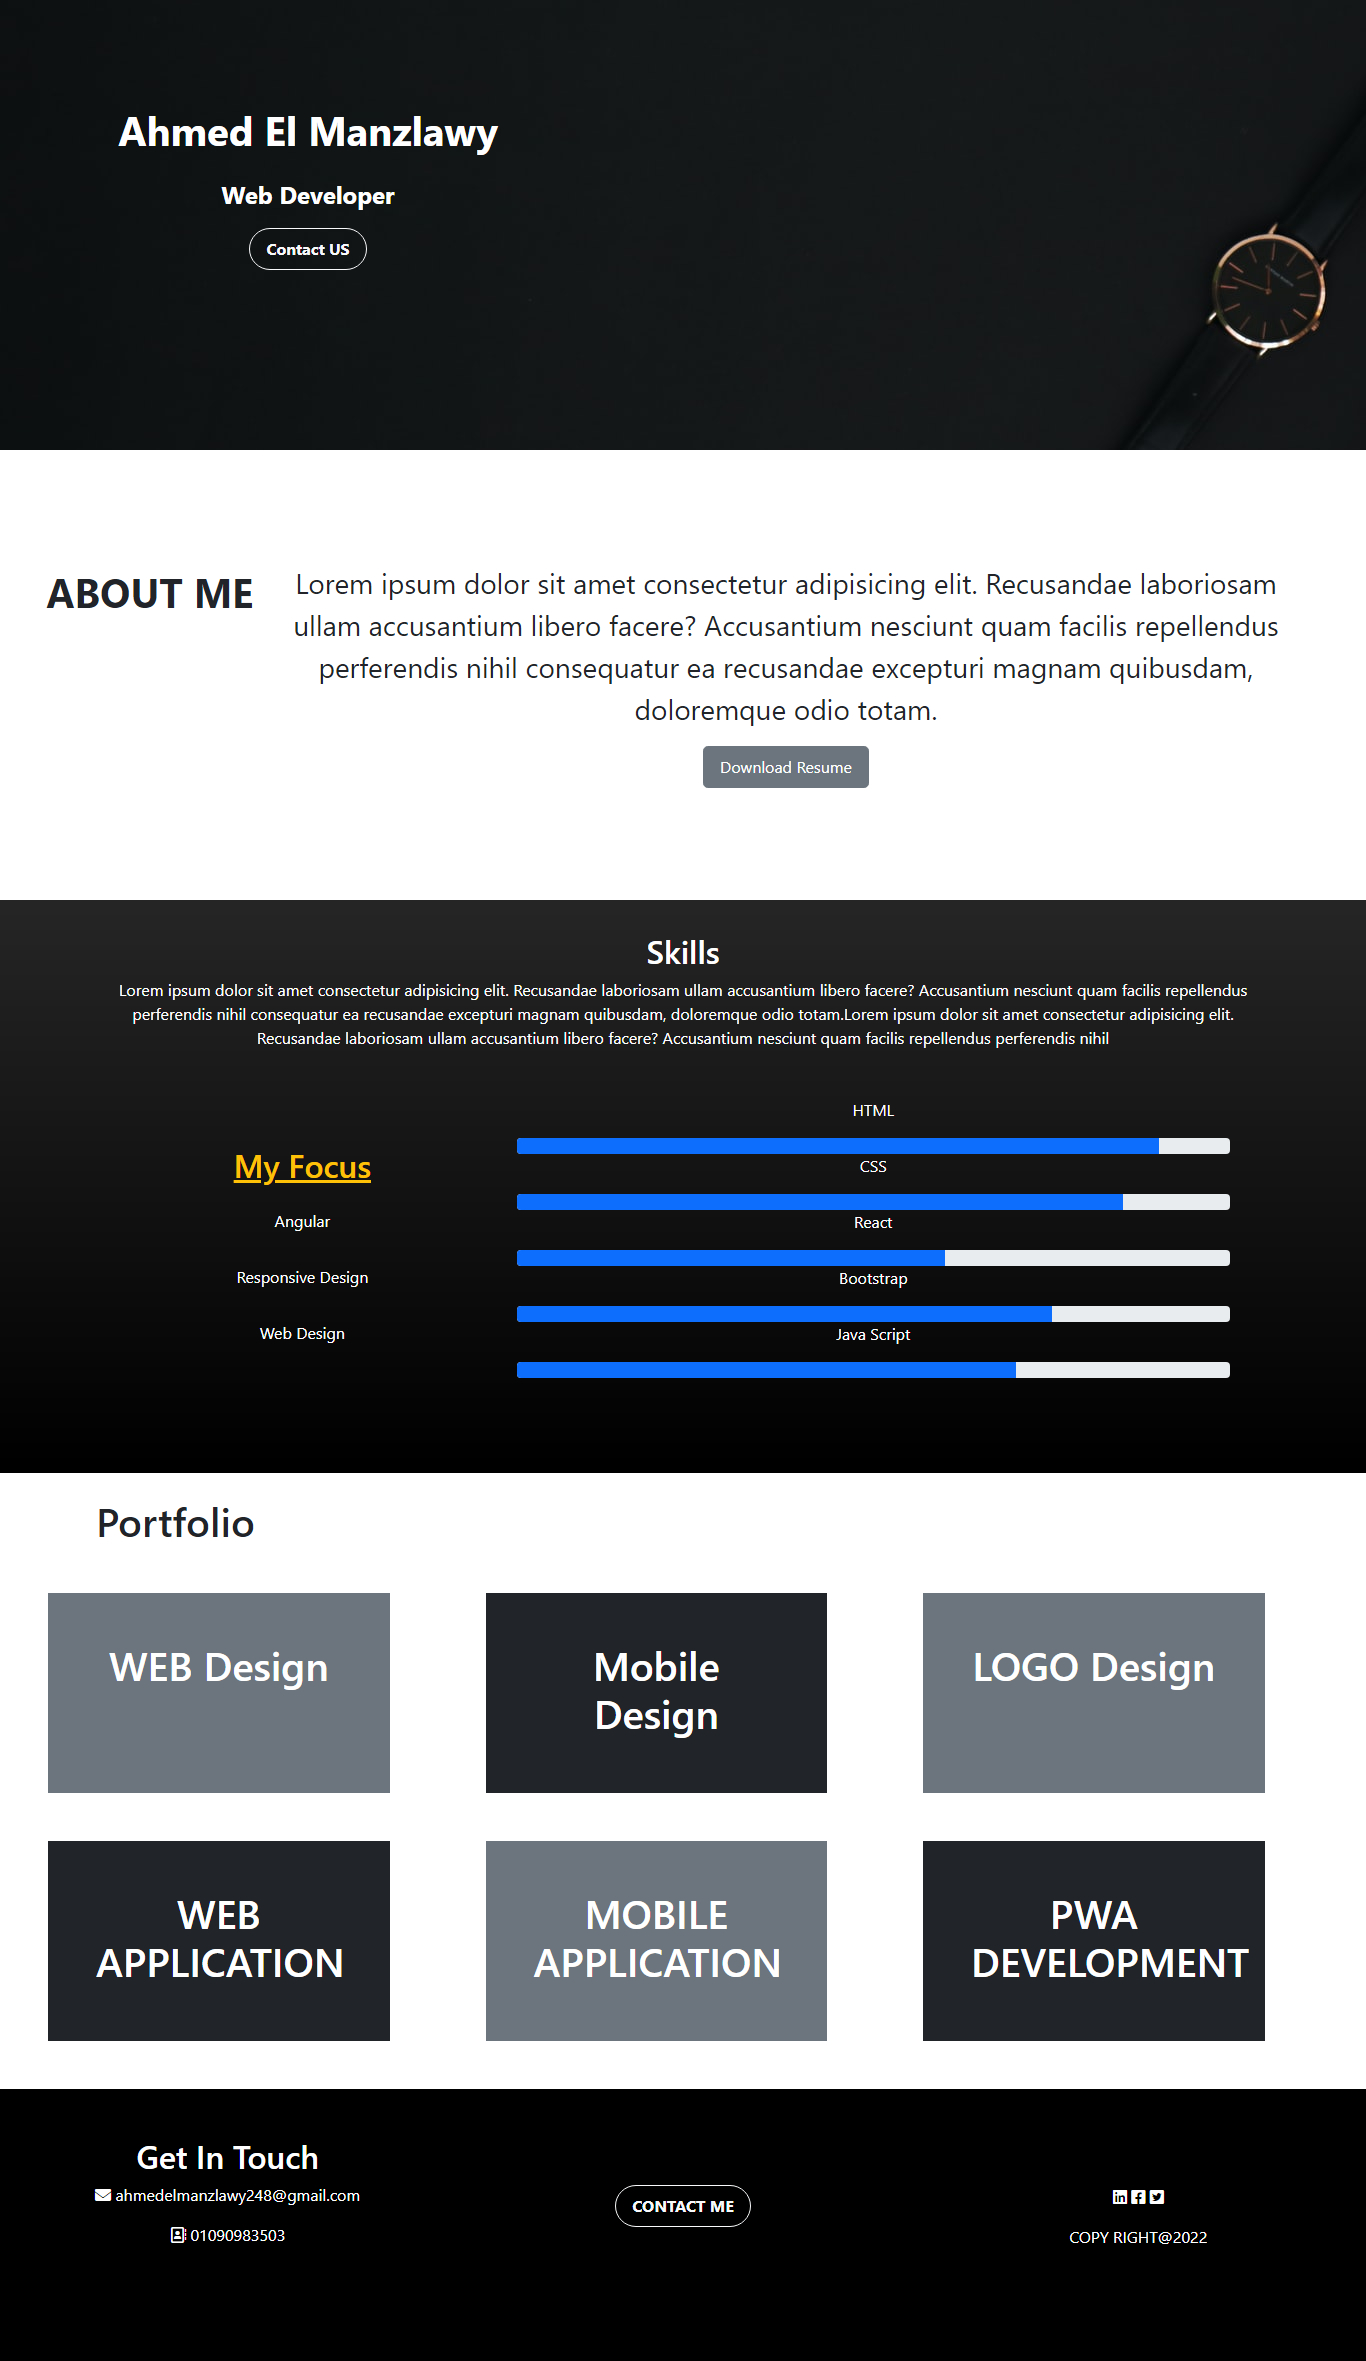 Ahmed El Manzlawy
Web Developer
Contact US
ABOUT ME
Lorem ipsum dolor sit amet consectetur adipisicing elit. Recusandae laboriosam
ullam accusantium libero facere? Accusantium nesciunt quam facilis repellendus
perferendis nihil consequatur ea recusandae excepturi magnam quibusdam,
doloremque odio totam.
Download Resume
Skills
Lorem ipsum dolor sit amet consectetur adipisicing elit. Recusandae laboriosam ullam accusantium libero facere? Accusantium nesciunt quam facilis repellendus
perferendis nihil consequatur ea recusandae excepturi magnam quibusdam, doloremque odio totam.Lorem ipsum dolor sit amet consectetur adipisicing elit.
Recusandae laboriosam ullam accusantium libero facere? Accusantium nesciunt quam facilis repellendus perferendis nihil
My Focus
Angular
Responsive Design
Web Design
HTML
CSS
React
Bootstrap
Java Script
Portfolio
WEB Design
Mobile
Design
LOGO Design
WEB
APPLICATION
MOBILE
APPLICATION
PWA
DEVELOPMENT
Get In Touch
ahmedelmanzlawy248@gmail.com
01090983503
CONTACT ME
COPY RIGHT@2022